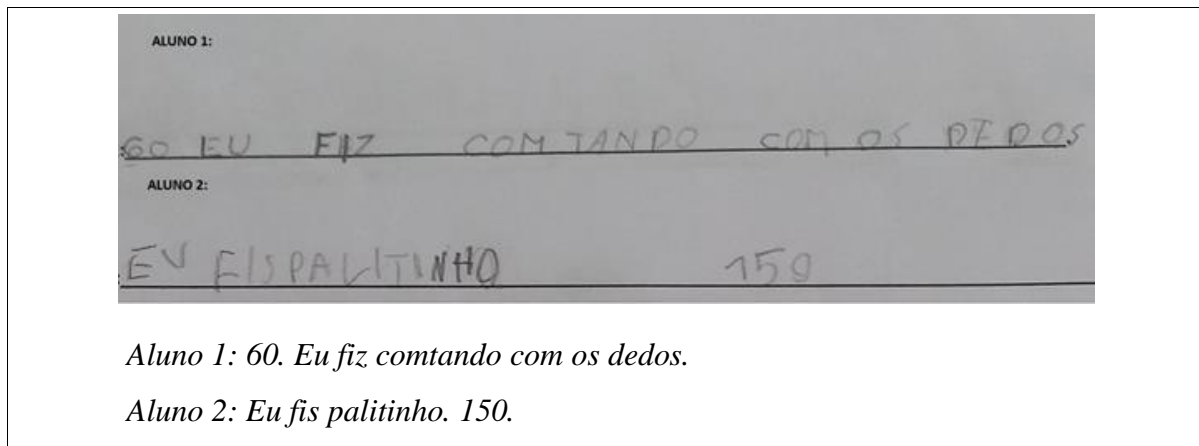 ALUNO 1:
60 EU FIZ COMTANDO COM OS DEDOS
ALUNO 2:
EU FISPALITINHO 150
Aluno 1: 60. Eu fiz comtando com os dedos.
Aluno 2: Eu fis palitinho. 150.